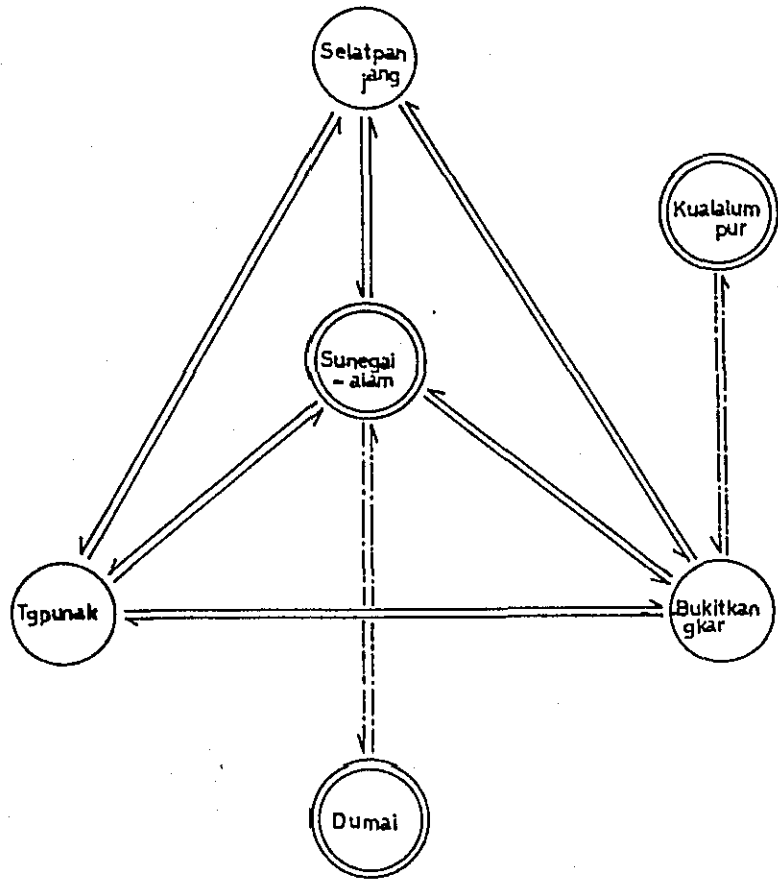 Selatpan
jang
Kualalum
pur
Sunegai
- alam
Tgpunak
Bukitkan
gkar
Dumai